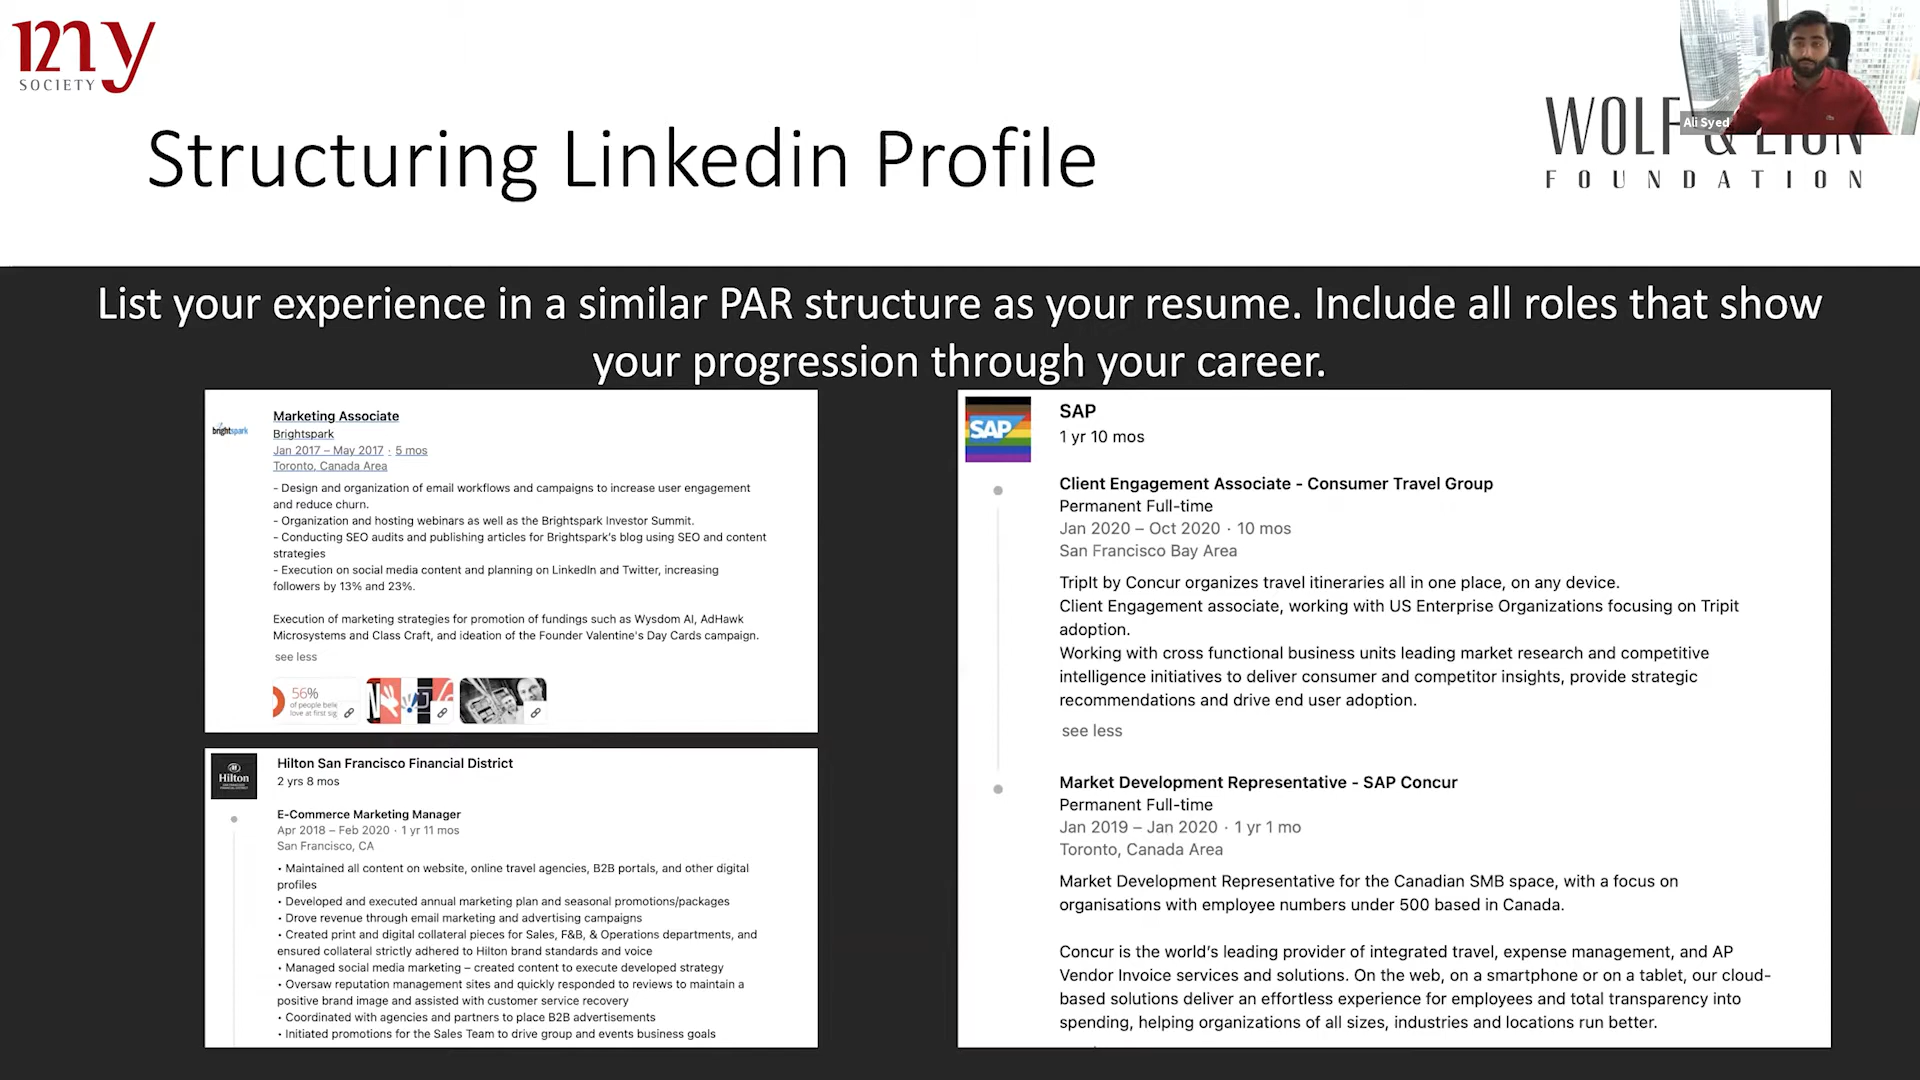 my
SOCIETY
Ali Syed
WOLF & LION
FOUNDATION
Structuring Linkedin Profile
List your experience in a similar PAR structure as your resume. Include all roles that show
your progression through your career.
brightspark
Marketing Associate
Brightspark
Jan 2017 – May 2017 · 5 mos
Toronto, Canada Area
- Design and organization of email workflows and campaigns to increase user engagement
and reduce churn.
- Organization and hosting webinars as well as the Brightspark Investor Summit.
- Conducting SEO audits and publishing articles for Brightspark's blog using SEO and content
strategies
- Execution on social media content and planning on LinkedIn and Twitter, increasing
followers by 13% and 23%.
Execution of marketing strategies for promotion of fundings such as Wysdom AI, AdHawk
Microsystems and Class Craft, and ideation of the Founder Valentine's Day Cards campaign.
see less
56%
of people belie
love at first sig
Hilton
Hilton San Francisco Financial District
2 yrs 8 mos
E-Commerce Marketing Manager
Apr 2018 – Feb 2020 · 1 yr 11 mos
San Francisco, CA
• Maintained all content on website, online travel agencies, B2B portals, and other digital
profiles
• Developed and executed annual marketing plan and seasonal promotions/packages
• Drove revenue through email marketing and advertising campaigns
• Created print and digital collateral pieces for Sales, F&B, & Operations departments, and
ensured collateral strictly adhered to Hilton brand standards and voice
• Managed social media marketing – created content to execute developed strategy
• Oversaw reputation management sites and quickly responded to reviews to maintain a
positive brand image and assisted with customer service recovery
• Coordinated with agencies and partners to place B2B advertisements
• Initiated promotions for the Sales Team to drive group and events business goals
SAP
SAP
1 yr 10 mos
Client Engagement Associate - Consumer Travel Group
Permanent Full-time
Jan 2020 – Oct 2020 · 10 mos
San Francisco Bay Area
TripIt by Concur organizes travel itineraries all in one place, on any device.
Client Engagement associate, working with US Enterprise Organizations focusing on Tripit
adoption.
Working with cross functional business units leading market research and competitive
intelligence initiatives to deliver consumer and competitor insights, provide strategic
recommendations and drive end user adoption.
see less
Market Development Representative - SAP Concur
Permanent Full-time
Jan 2019 – Jan 2020 · 1 yr 1 mo
Toronto, Canada Area
Market Development Representative for the Canadian SMB space, with a focus on
organisations with employee numbers under 500 based in Canada.
Concur is the world's leading provider of integrated travel, expense management, and AP
Vendor Invoice services and solutions. On the web, on a smartphone or on a tablet, our cloud-
based solutions deliver an effortless experience for employees and total transparency into
spending, helping organizations of all sizes, industries and locations run better.